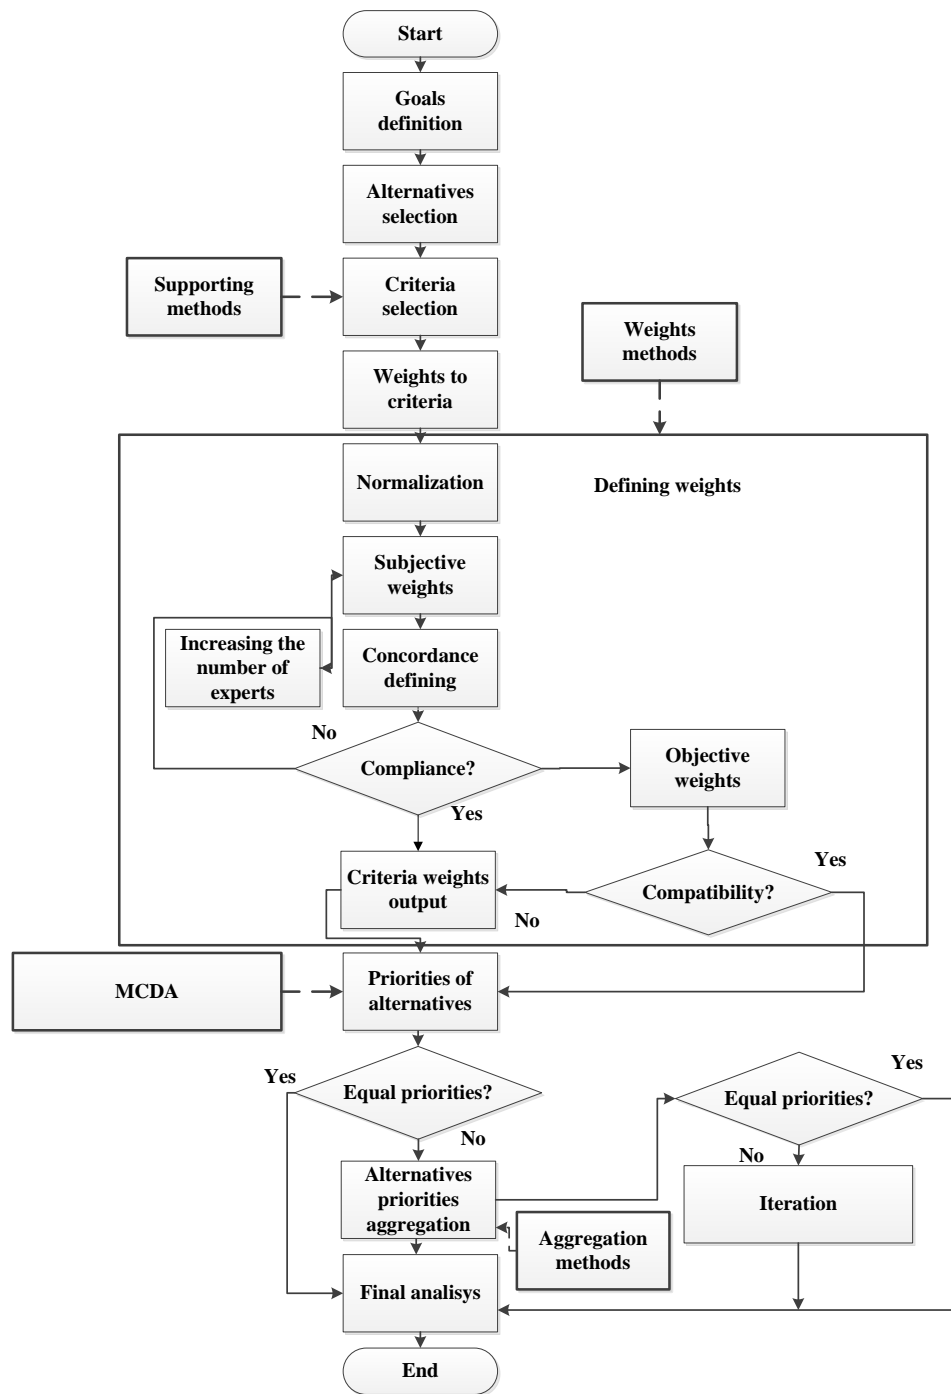 Start
Goals
definition
Alternatives
selection
Supporting
methods
Criteria
selection
Weights
methods
Weights to
criteria
Normalization
Defining weights
Subjective
weights
Increasing the
number of
experts
Concordance
defining
No
Compliance?
Objective
weights
Yes
Criteria weights
output
Compatibility?
Yes
No
MCDA
Priorities of
alternatives
Yes
Equal priorities?
No
Equal priorities?
Yes
No
Alternatives
priorities
aggregation
Iteration
Aggregation
methods
Final analisys
End